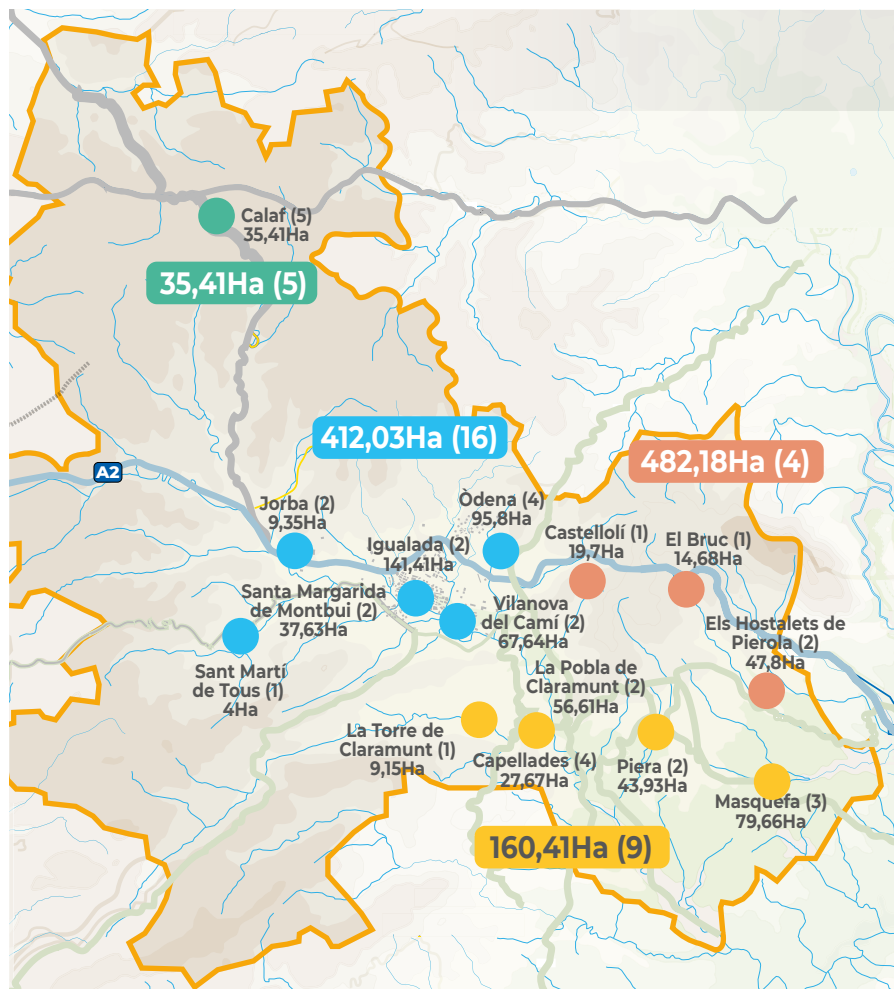 Calaf (5)
35,41Ha
35,41Ha (5)
412,03Ha (16)
482,18Ha (4)
A2
Jorba (2)
9,35Ha
Òdena (4)
95,8Ha
Igualada (2)
141,41Ha
Castellolí (1)
19,7Ha
El Bruc (1)
14,68Ha
Santa Margarida
de Montbui (2)
37,63Ha
Vilanova
del Camí (2)
67,64Ha
Els Hostalets de
Pierola (2)
47,8Ha
Sant Martí
de Tous (1)
4Ha
La Pobla de
Claramunt (2)
56,61Ha
La Torre de
Claramunt (1)
9,15Ha
Capellades (4)
27,67Ha
Piera (2)
43,93Ha
Masquefa (3)
79,66Ha
160,41Ha (9)